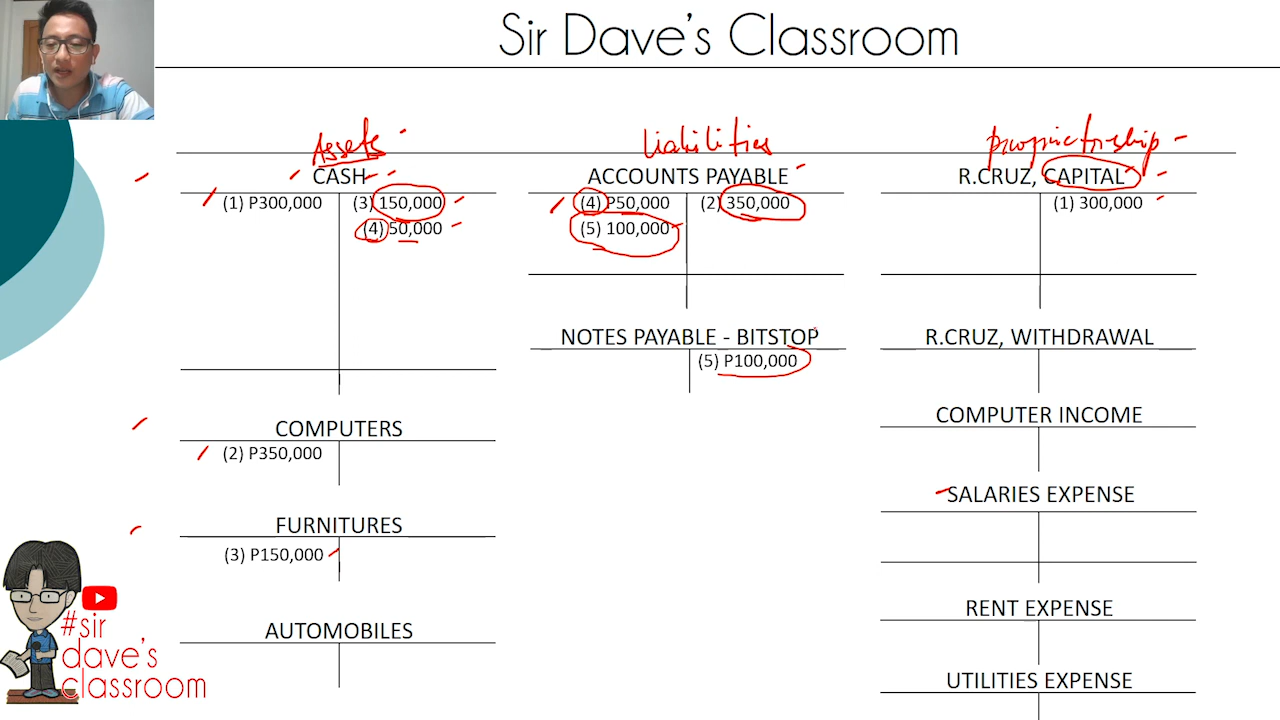 Sir Dave's Classroom
Assets
CASH
(1) P300,000
(3) 150,000
(4) 50,000
COMPUTERS
(2) P350,000
FURNITURES
(3) P150,000
AUTOMOBILES
liabilities
ACCOUNTS PAYABLE
(4) P50,000
(2) 350,000
(5) 100,000
NOTES PAYABLE - BITSTOP
(5) P100,000
proprietorship
R.CRUZ, CAPITAL
(1) 300,000
R.CRUZ, WITHDRAWAL
COMPUTER INCOME
SALARIES EXPENSE
RENT EXPENSE
UTILITIES EXPENSE
#sir
dave's
classroom